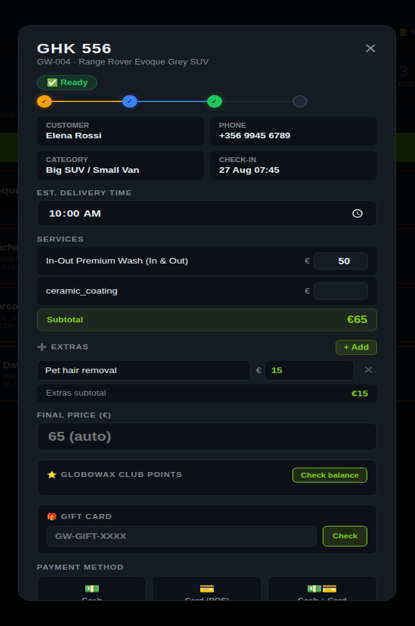 GHK 556
GW-004 · Range Rover Evoque Grey SUV
✅ Ready
CUSTOMER
Elena Rossi
PHONE
+356 9945 6789
CATEGORY
Big SUV / Small Van
CHECK-IN
27 Aug 07:45
EST. DELIVERY TIME
10:00 AM
SERVICES
In-Out Premium Wash (In & Out) € 50
ceramic_coating €
Subtotal €65
➕ EXTRAS + Add
Pet hair removal € 15 ✕
Extras subtotal €15
FINAL PRICE (€)
65 (auto)
⭐ GLOBOWAX CLUB POINTS Check balance
🎁 GIFT CARD
GW-GIFT-XXXX Check
PAYMENT METHOD
Cash Card (POS) Cash + Card